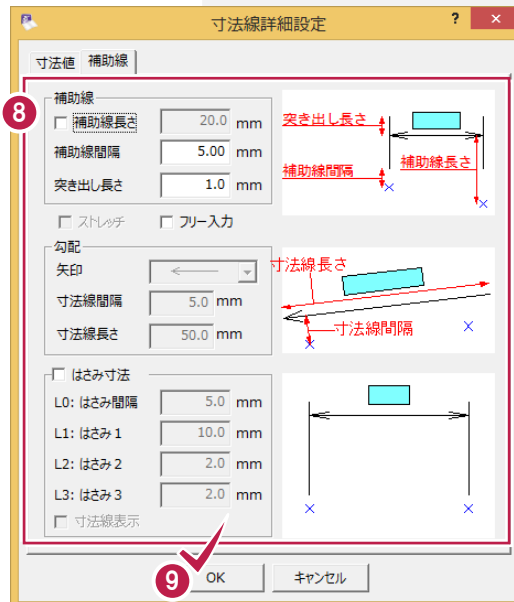 寸法線詳細設定
?
×
寸法値 補助線
8
補助線
補助線長さ 20.0 mm
補助線間隔 5.00 mm
突き出し長さ 1.0 mm
突き出し長さ
補助線間隔
補助線長さ
ストレッチ フリー入力
勾配
矢印
寸法線間隔 5.0 mm
寸法線長さ 50.0 mm
寸法線長さ
寸法線間隔
はさみ寸法
L0: はさみ間隔 5.0 mm
L1: はさみ 1 10.0 mm
L2: はさみ 2 2.0 mm
L3: はさみ 3 2.0 mm
寸法線表示
9
OK キャンセル